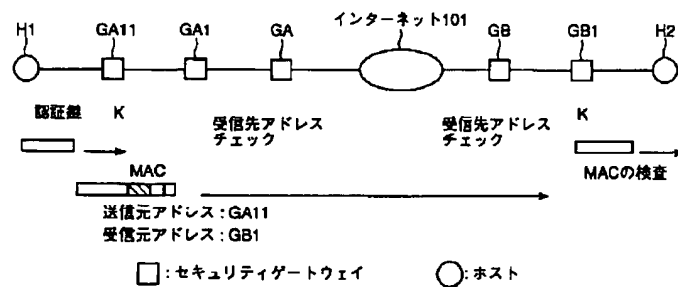 H1 GA11 GA1 GA インターネット101 GB GB1 H2
認証鍵 K 受信先アドレス 受信先アドレス K
チェック チェック
MAC MACの検査
送信元アドレス:GA11
受信元アドレス:GB1
□:セキュリティゲートウェイ ○:ホスト